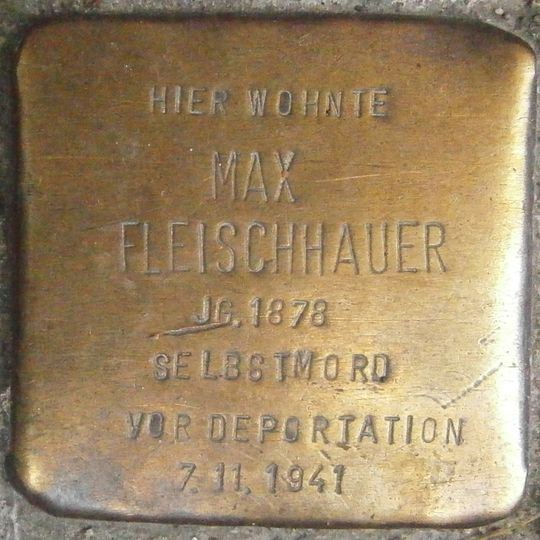 HIER WOHNTE
MAX
FLEISCHHAUER
JG. 1878
SELBSTMORD
VOR DEPORTATION
7.11.1941